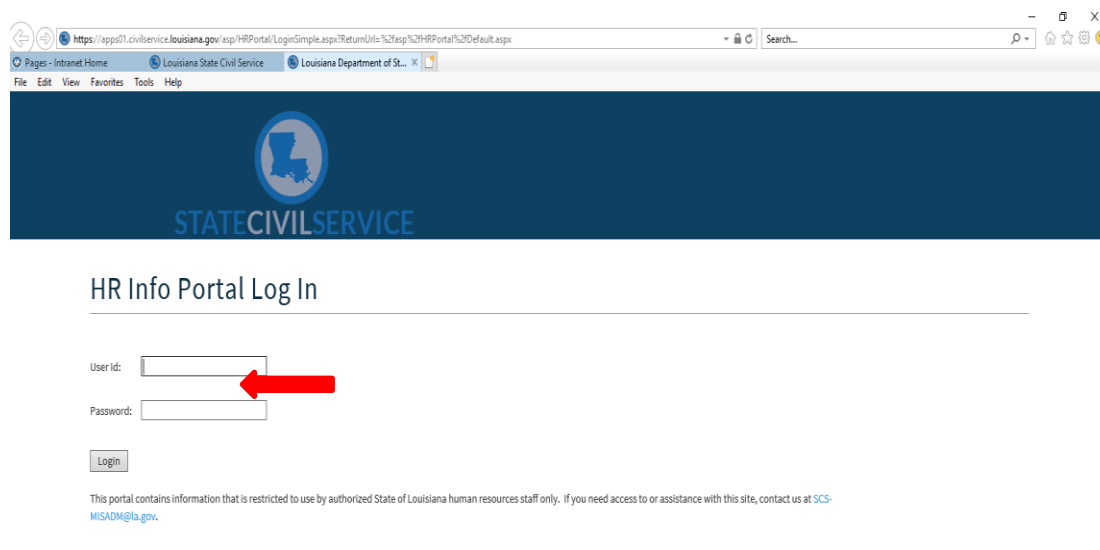 https://apps01.civilservice.louisiana.gov/asp/HRPortal/LoginSimple.aspx?ReturnUrl=%2fasp%2fHRPortal%2fDefault.aspx
Search...
Pages - Intranet Home
Louisiana State Civil Service
Louisiana Department of St...
File Edit View Favorites Tools Help
STATECIVILSERVICE
HR Info Portal Log In
User Id:
Password:
Login
This portal contains information that is restricted to use by authorized State of Louisiana human resources staff only. If you need access to or assistance with this site, contact us at SCS-
MISADM@la.gov.